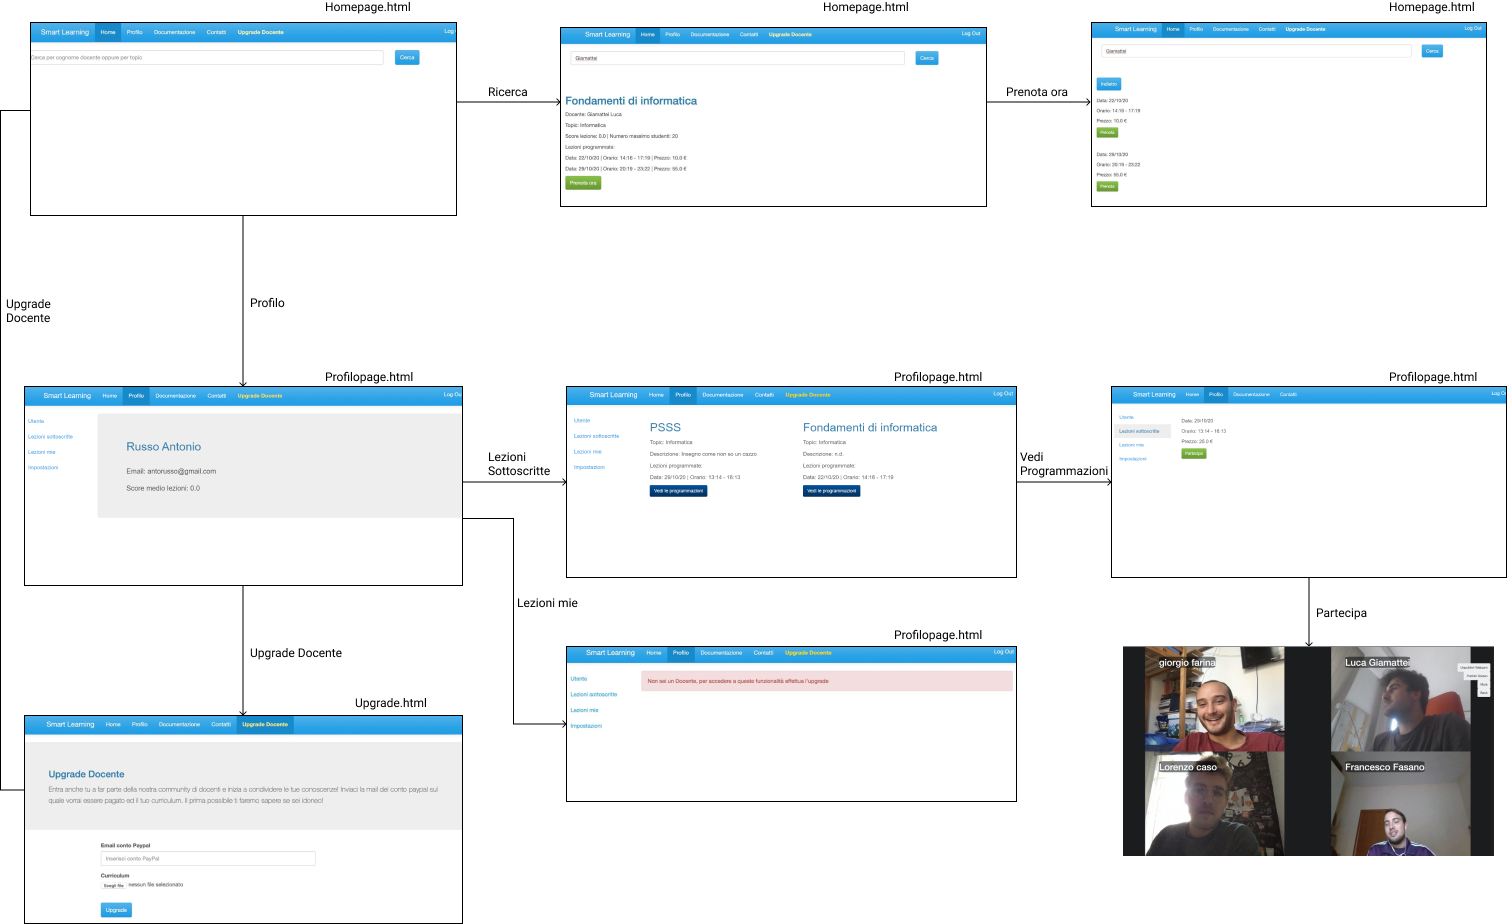 Homepage.html
Smart Learning Home Profilo Documentazione Contatti Upgrade Docente Log
Cerca per cognome docente oppure per topic Cerca
Ricerca
Homepage.html
Smart Learning Home Profilo Documentazione Contatti Upgrade Docente Log Out
Giamattei Cerca
Fondamenti di informatica
Docente: Giamattei Luca
Topic: Informatica
Score lezione: 0.0 | Numero massimo studenti: 20
Lezioni programmate:
Data: 22/10/20 | Orario: 14:16 - 17:19 | Prezzo: 10.0 €
Data: 29/10/20 | Orario: 20:19 - 23:22 | Prezzo: 55.0 €
Prenota ora
Prenota ora
Homepage.html
Smart Learning Home Profilo Documentazione Contatti Upgrade Docente Log Out
Giamattei Cerca
Indietro
Data: 22/10/20
Orario: 14:16 - 17:19
Prezzo: 10.0 €
Prenota
Data: 29/10/20
Orario: 20:19 - 23:22
Prezzo: 55.0 €
Prenota
Upgrade
Docente
Profilo
Profilopage.html
Smart Learning Home Profilo Documentazione Contatti Upgrade Docente Log Ou
Utente
Lezioni sottoscritte
Lezioni mie
Impostazioni
Russo Antonio
Email: antorusso@gmail.com
Score medio lezioni: 0.0
Lezioni
Sottoscritte
Profilopage.html
Smart Learning Home Profilo Documentazione Contatti Upgrade Docente Log Out
Utente
Lezioni sottoscritte
Lezioni mie
Impostazioni
PSSS
Topic: Informatica
Descrizione: Insegno come non so un cazzo
Lezioni programmate:
Data: 29/10/20 | Orario: 13:14 - 16:13
Vedi le programmazioni
Fondamenti di informatica
Topic: Informatica
Descrizione: n.d.
Lezioni programmate:
Data: 22/10/20 | Orario: 14:16 - 17:19
Vedi le programmazioni
Vedi
Programmazioni
Profilopage.html
Smart Learning Home Profilo Documentazione Contatti Log O
Utente
Lezioni sottoscritte
Lezioni mie
Impostazioni
Data: 29/10/20
Orario: 13:14 - 16:13
Prezzo: 25.0 €
Partecipa
Lezioni mie
Partecipa
Upgrade Docente
Profilopage.html
Smart Learning Home Profilo Documentazione Contatti Upgrade Docente Log Out
Utente
Lezioni sottoscritte
Lezioni mie
Impostazioni
Non sei un Docente, per accedere a queste funzionalità effettua l'upgrade
giorgio farina
Luca Giamattei
Lorenzo caso
Francesco Fasano
Upgrade.html
Smart Learning Home Profilo Documentazione Contatti Upgrade Docente
Upgrade Docente
Entra anche tu a far parte della nostra community di docenti e inizia a condividere le tue conoscenze! Inviaci la mail del conto paypal sul
quale vorrai essere pagato ed il tuo curriculum. Il prima possibile ti faremo sapere se sei idoneo!
Email conto Paypal
Inserisci conto PayPal
Curriculum
Scegli file nessun file selezionato
Upgrade